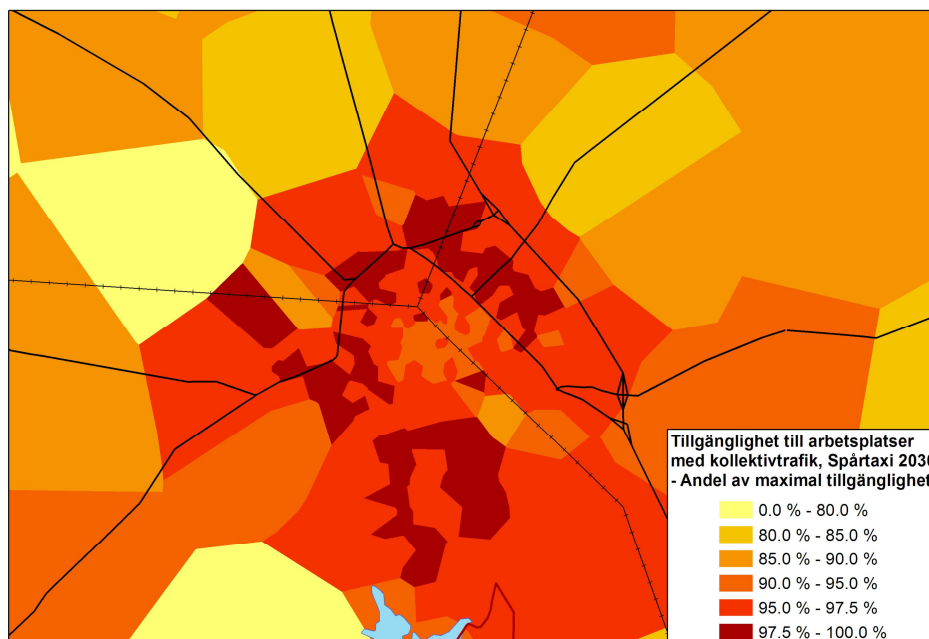 Tillgänglighet till arbetsplatser
med kollektivtrafik, Spårtaxi 2030
- Andel av maximal tillgänglighet
0.0 % - 80.0 %
80.0 % - 85.0 %
85.0 % - 90.0 %
90.0 % - 95.0 %
95.0 % - 97.5 %
97.5 % - 100.0 %